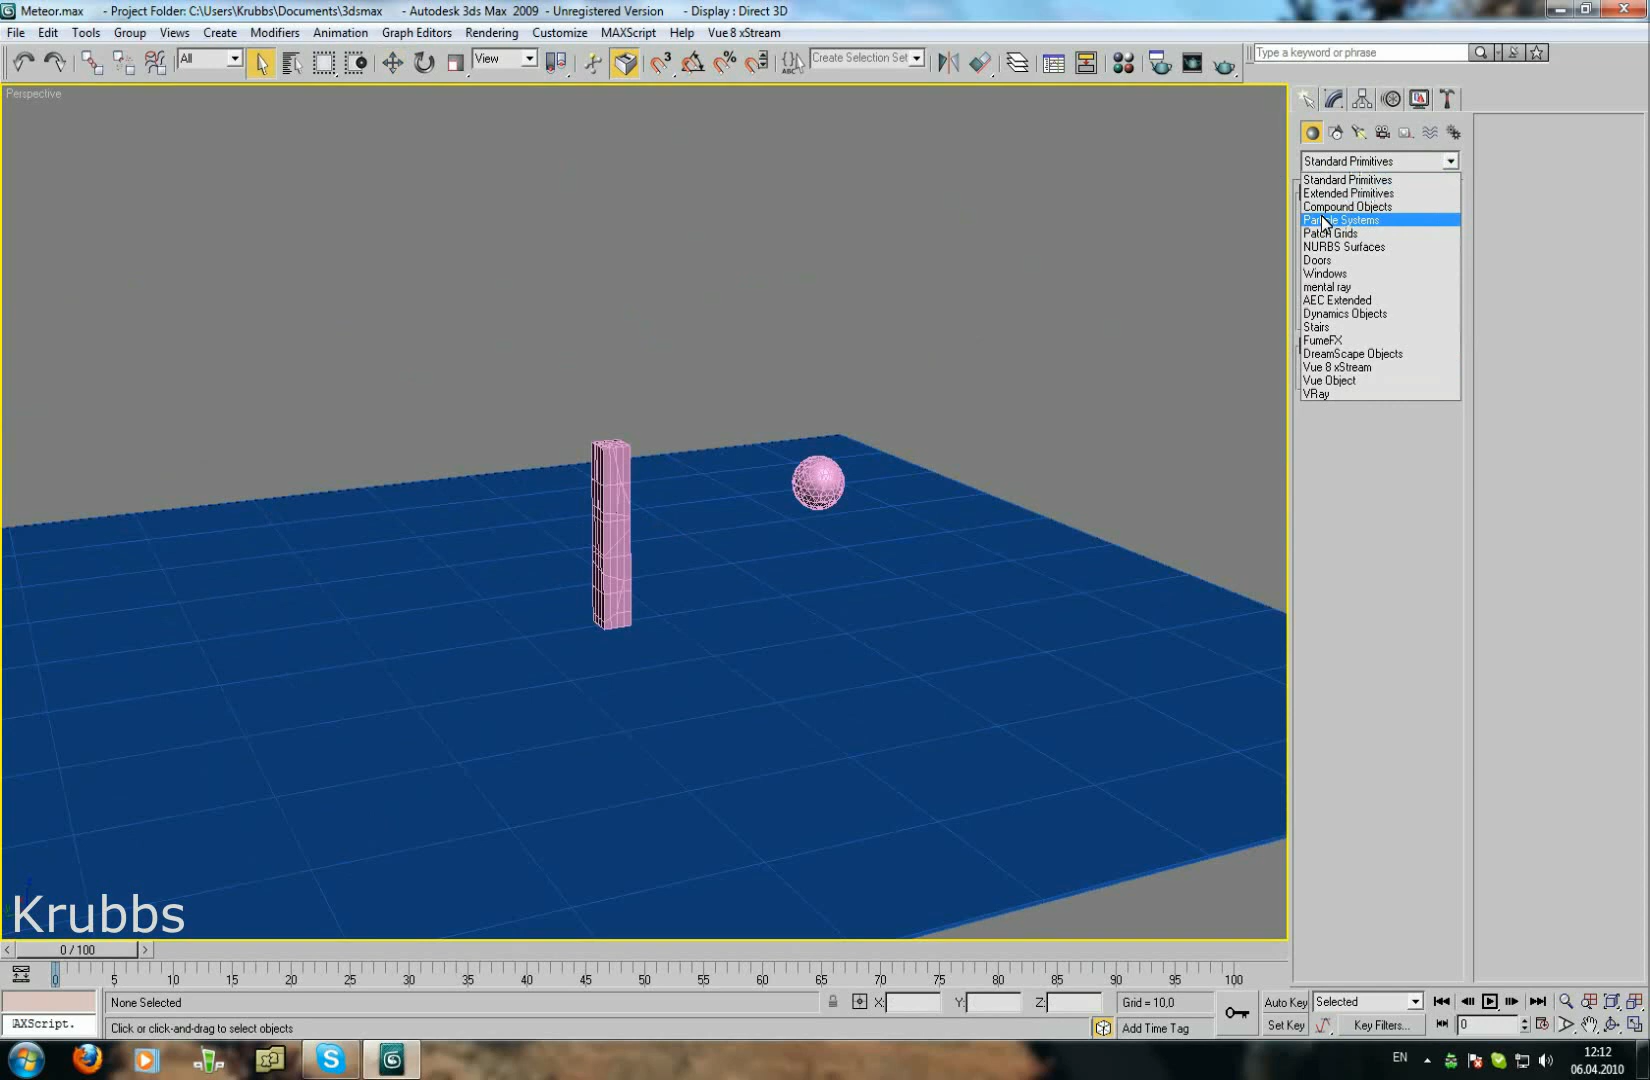 Meteor.max - Project Folder: C:\Users\Krubbs\Documents\3dsmax - Autodesk 3ds Max 2009 - Unregistered Version - Display : Direct 3D
File Edit Tools Group Views Create Modifiers Animation Graph Editors Rendering Customize MAXScript Help Vue 8 xStream
All View Create Selection Set Type a keyword or phrase
Perspective
Standard Primitives
Standard Primitives
Extended Primitives
Compound Objects
Particle Systems
Patch Grids
NURBS Surfaces
Doors
Windows
mental ray
AEC Extended
Dynamics Objects
Stairs
FumeFX
DreamScape Objects
Vue 8 xStream
Vue Object
VRay
Krubbs
0 / 100
0 5 10 15 20 25 30 35 40 45 50 55 60 65 70 75 80 85 90 95 100
None Selected X: Y: Z: Grid = 10,0 Auto Key Selected
AXScript. Click or click-and-drag to select objects Add Time Tag Set Key Key Filters... 0
EN 12:12
06.04.2010